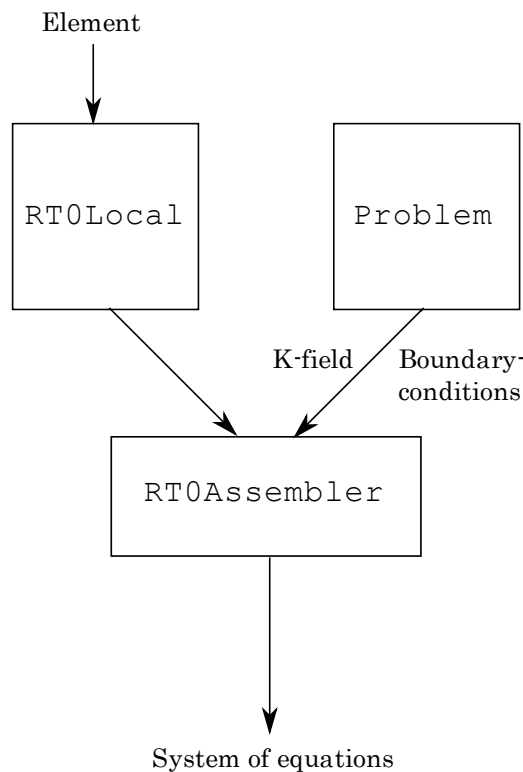 Element
RT0Local
Problem
K-field
Boundary-
conditions
RT0Assembler
System of equations